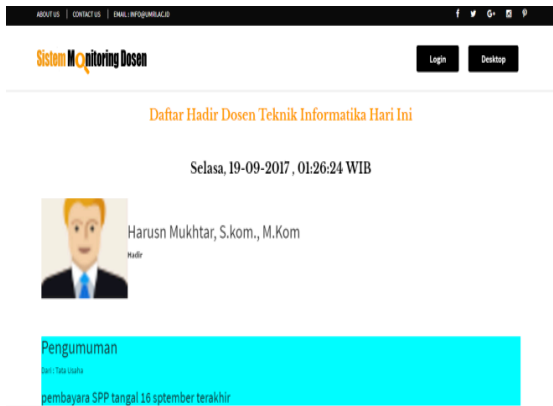 ABOUT US | CONTACT US | EMAIL : INFO@UMRI.AC.ID
Sistem Monitoring Dosen
Login
Desktop
Daftar Hadir Dosen Teknik Informatika Hari Ini
Selasa, 19-09-2017 , 01:26:24 WIB
Harusn Mukhtar, S.kom., M.Kom
Hadir
Pengumuman
Dari : Tata Usaha
pembayara SPP tangal 16 sptember terakhir